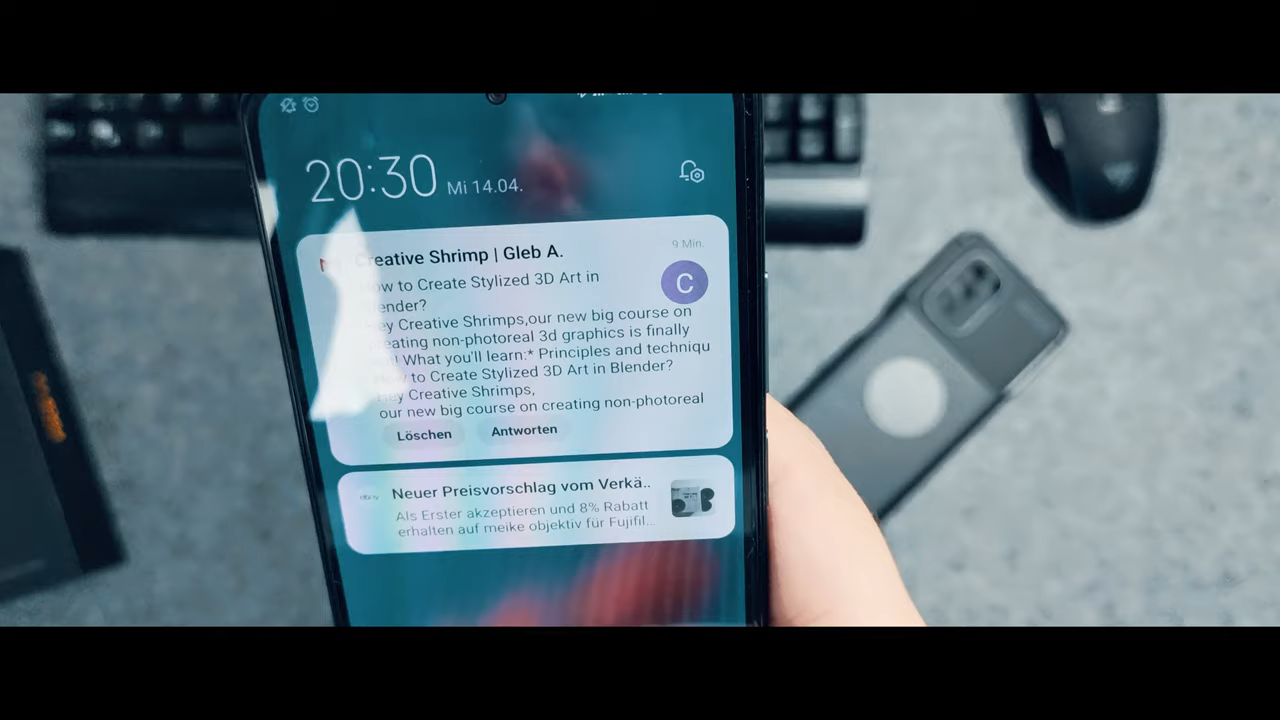 20:30 Mi 14.04.
Creative Shrimp | Gleb A.
9 Min.
How to Create Stylized 3D Art in
Blender?
C
Hey Creative Shrimps,our new big course on
creating non-photoreal 3d graphics is finally
What you'll learn:* Principles and techniqu
How to Create Stylized 3D Art in Blender?
Hey Creative Shrimps,
our new big course on creating non-photoreal
Löschen Antworten
ebay Neuer Preisvorschlag vom Verkä..
Als Erster akzeptieren und 8% Rabatt
erhalten auf meike objektiv für Fujifil...